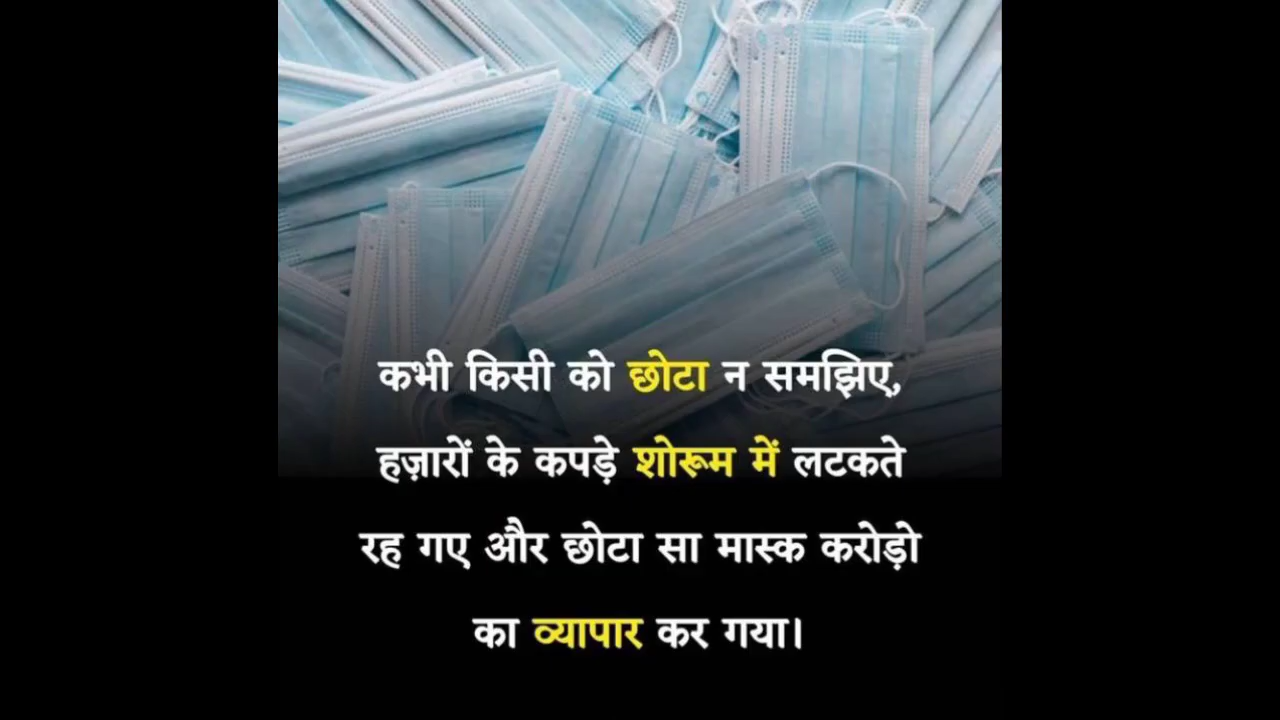 कभी किसी को छोटा न समझिए,
हज़ारों के कपड़े शोरूम में लटकते
रह गए और छोटा सा मास्क करोड़ो
का व्यापार कर गया।